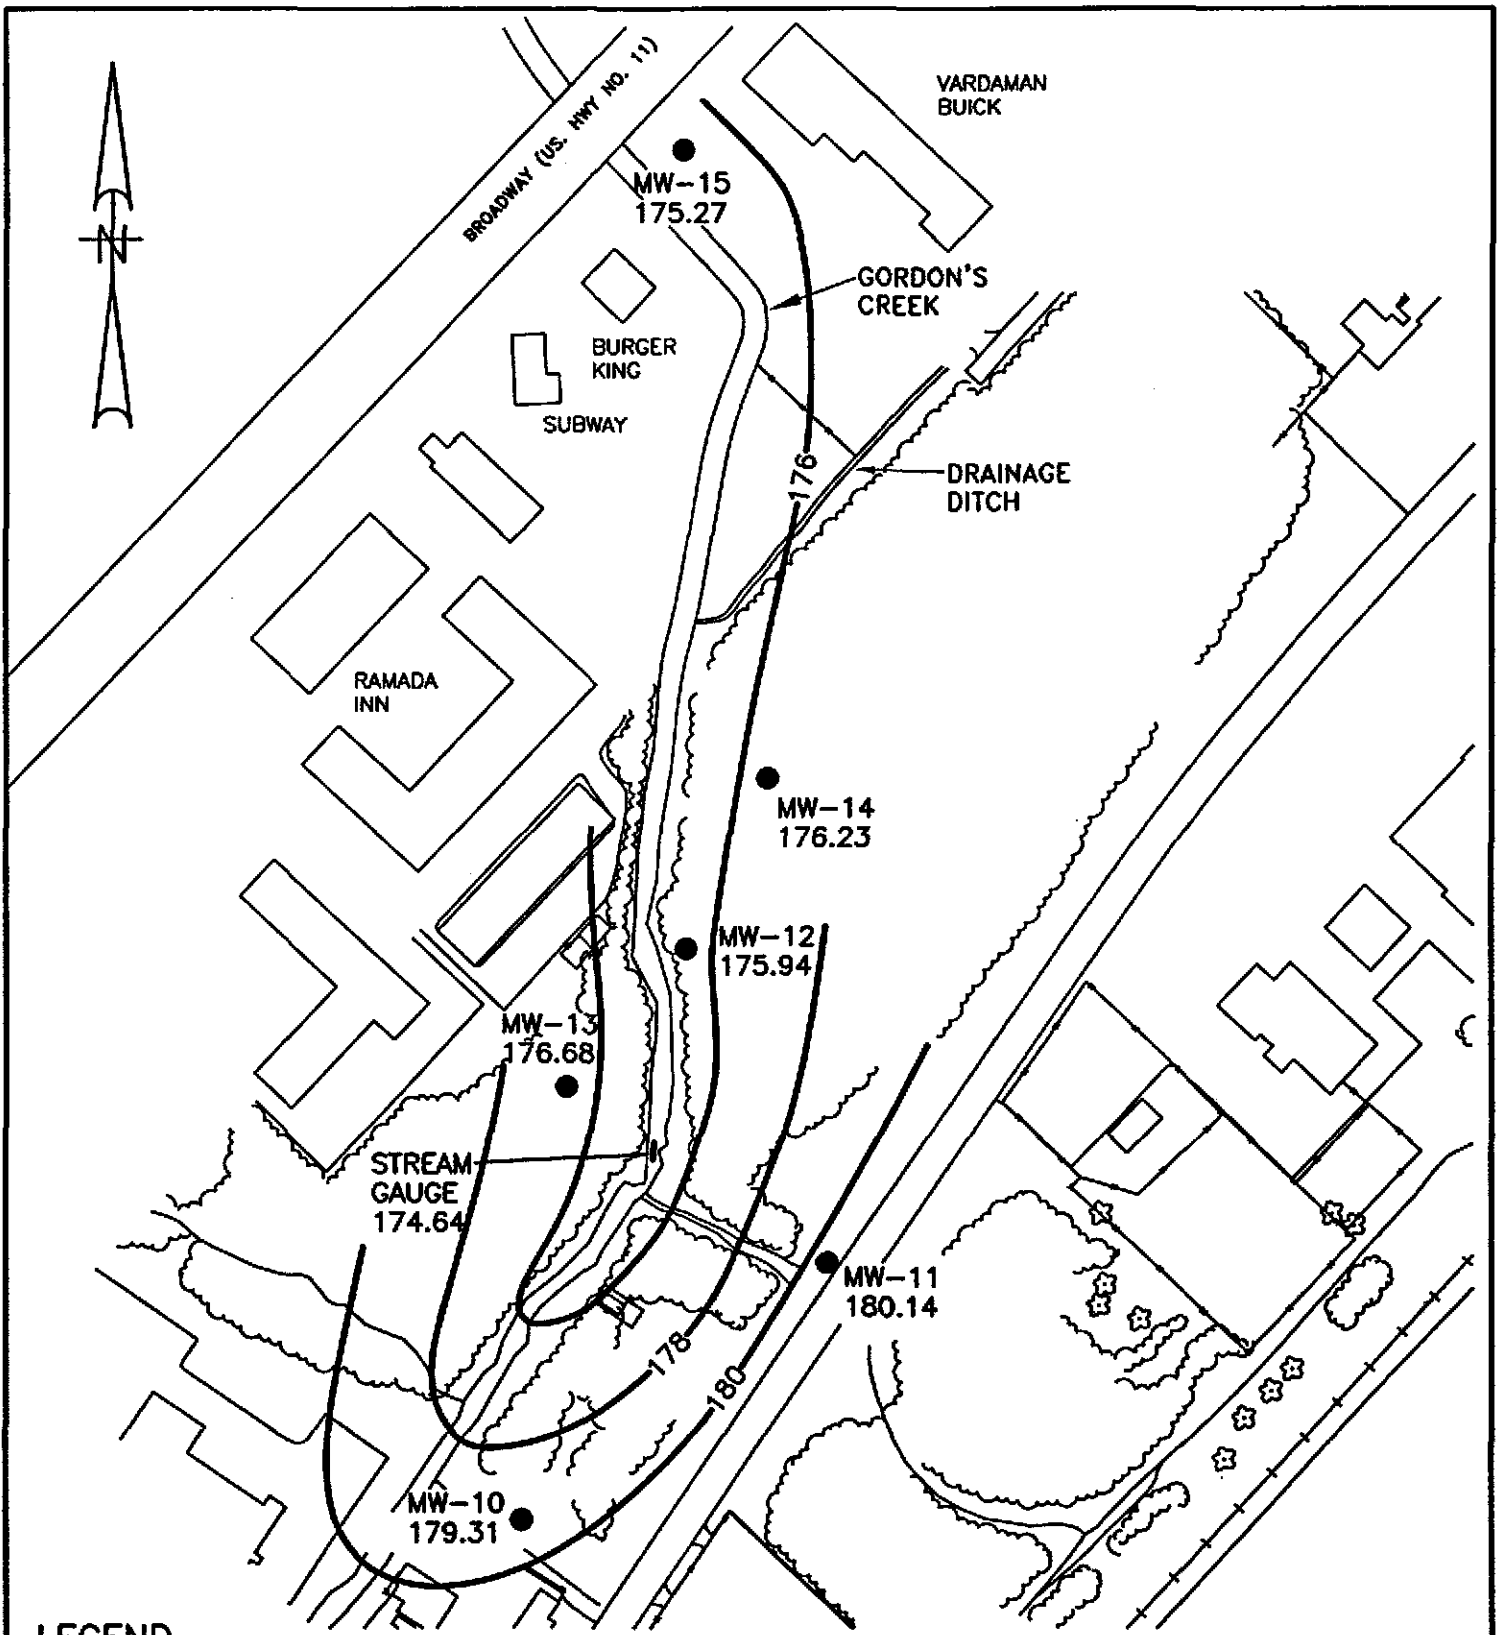 VARDAMAN
BUICK
BROADWAY (US. HWY NO. 11)
N
MW-15
175.27
GORDON'S
CREEK
BURGER
KING
SUBWAY
176
DRAINAGE
DITCH
RAMADA
INN
MW-14
176.23
MW-12
175.94
MW-13
176.68
STREAM
GAUGE
174.64
MW-11
180.14
178
180
MW-10
179.31
LEGEND